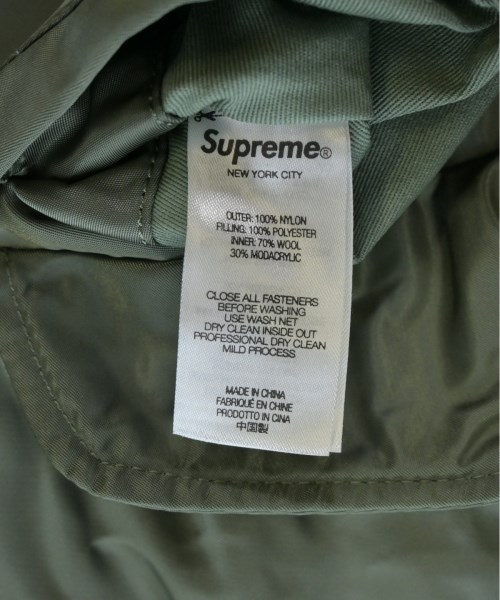 Supreme®
NEW YORK CITY
OUTER: 100% NYLON
FILLING: 100% POLYESTER
INNER: 70% WOOL
30% MODACRYLIC
CLOSE ALL FASTENERS
BEFORE WASHING
USE WASH NET
DRY CLEAN INSIDE OUT
PROFESSIONAL DRY CLEAN
MILD PROCESS
MADE IN CHINA
FABRIQUÉ EN CHINE
PRODOTTO IN CINA
中国製